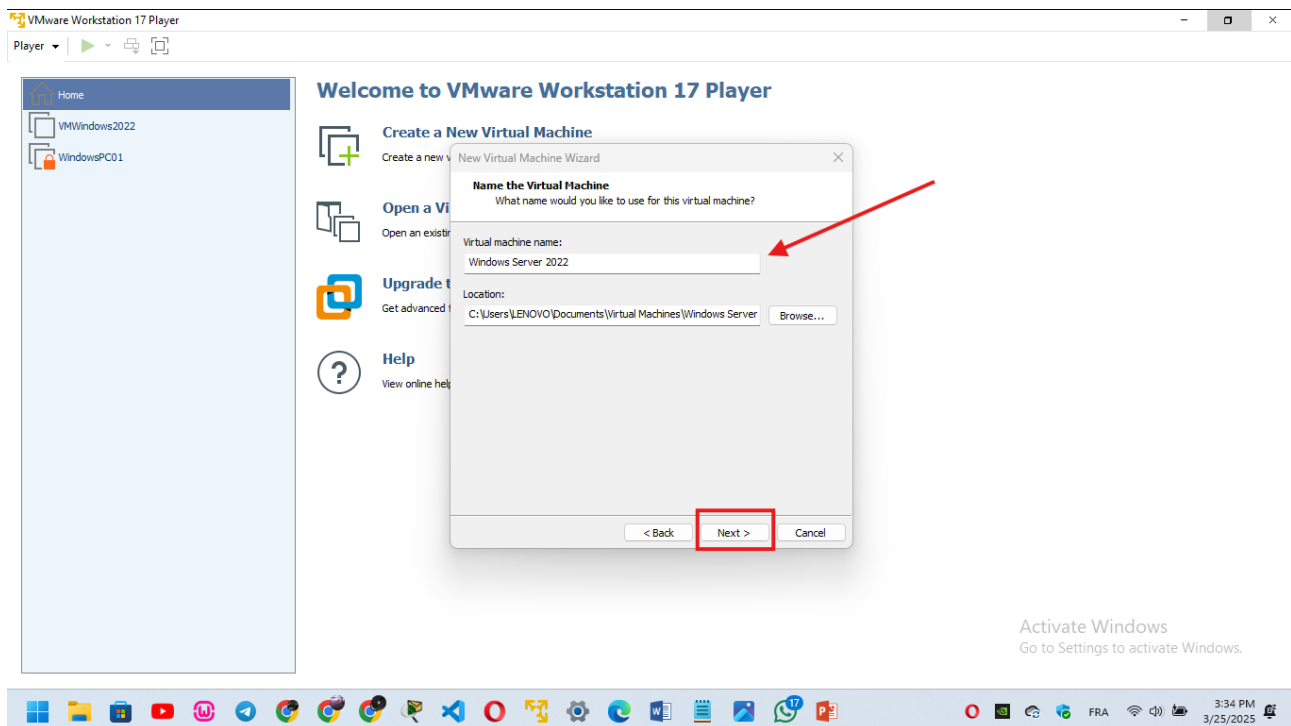 VMware Workstation 17 Player
Player
Home
VMWindows2022
WindowsPC01
Welcome to VMware Workstation 17 Player
Create a New Virtual Machine
Create a new v
Open a Vi
Open an existin
Upgrade t
Get advanced f
Help
View online help
New Virtual Machine Wizard
Name the Virtual Machine
What name would you like to use for this virtual machine?
Virtual machine name:
Windows Server 2022
Location:
C:\Users\LENOVO\Documents\Virtual Machines\Windows Server
Browse...
< Back
Next >
Cancel
Activate Windows
Go to Settings to activate Windows.
17
FRA
3:34 PM
3/25/2025